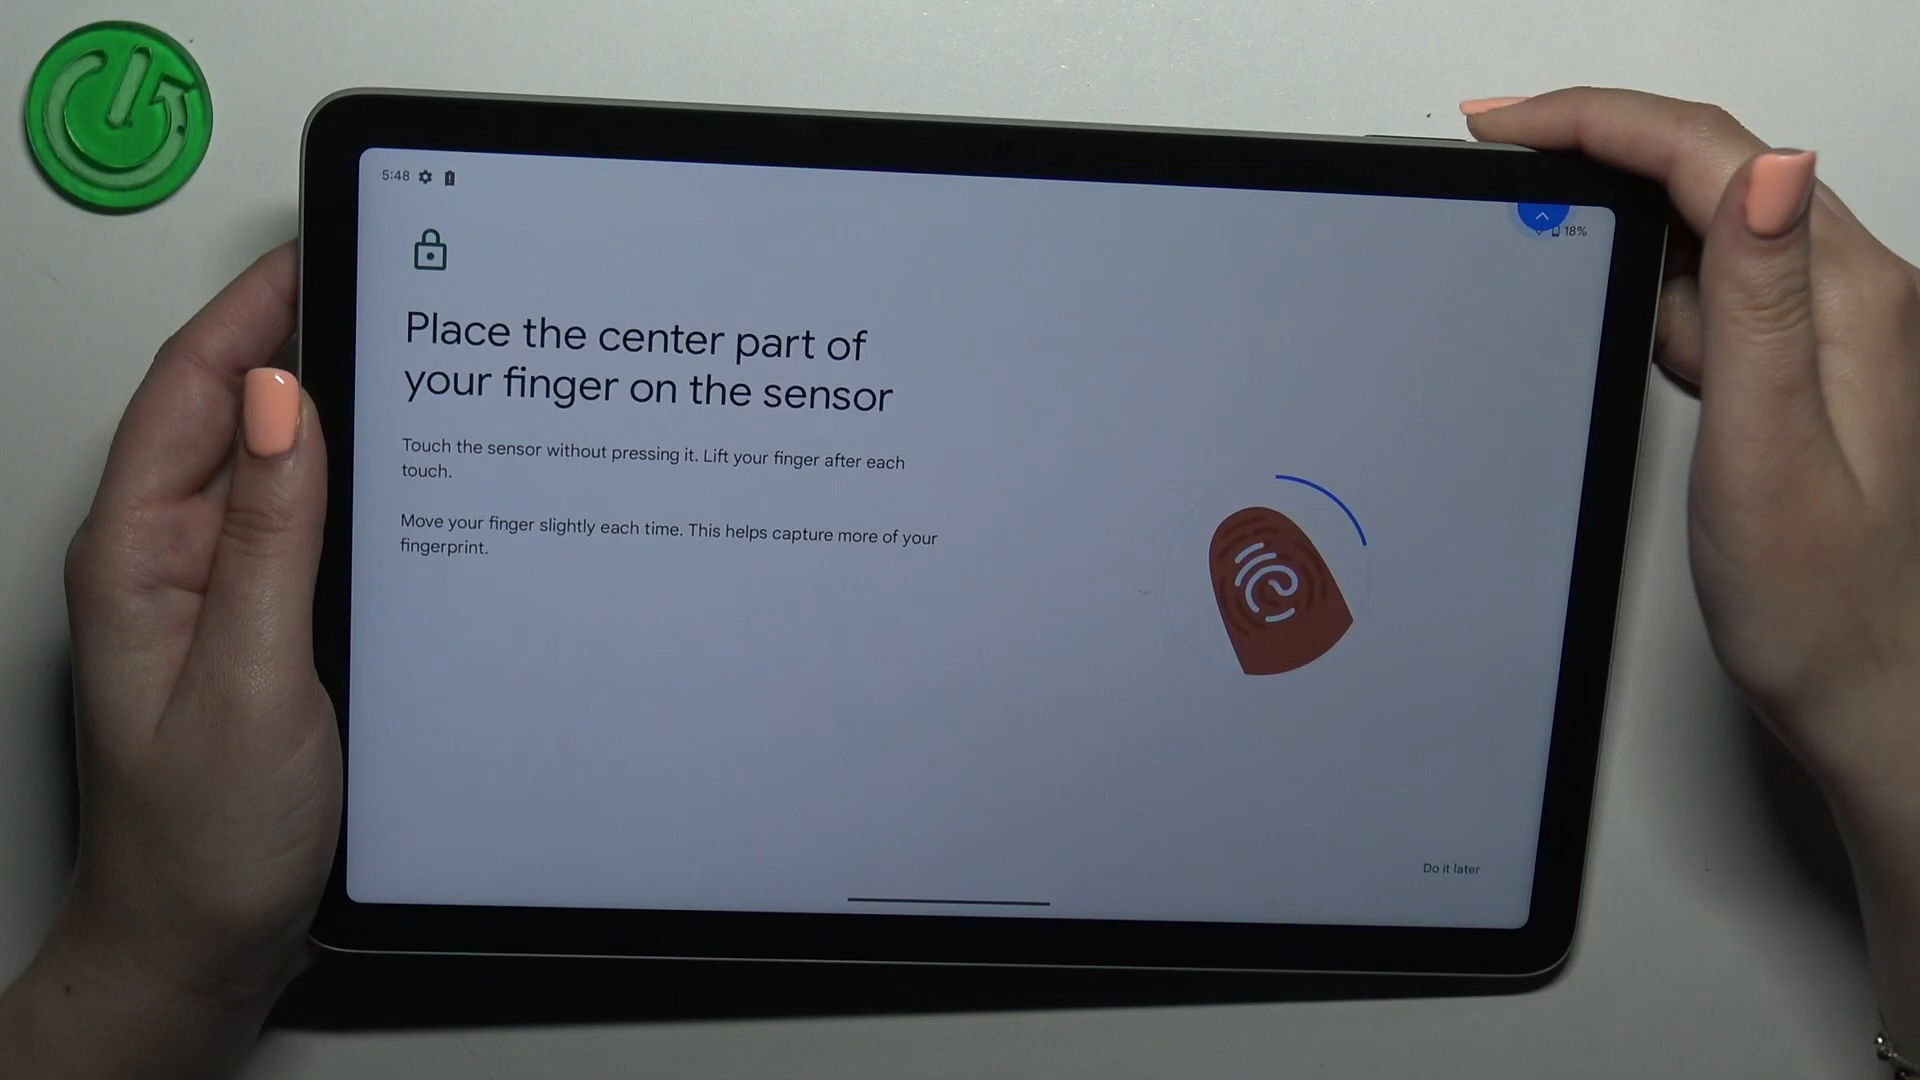 5:48
18%
Place the center part of
your finger on the sensor
Touch the sensor without pressing it. Lift your finger after each
touch.
Move your finger slightly each time. This helps capture more of your
fingerprint.
Do it later